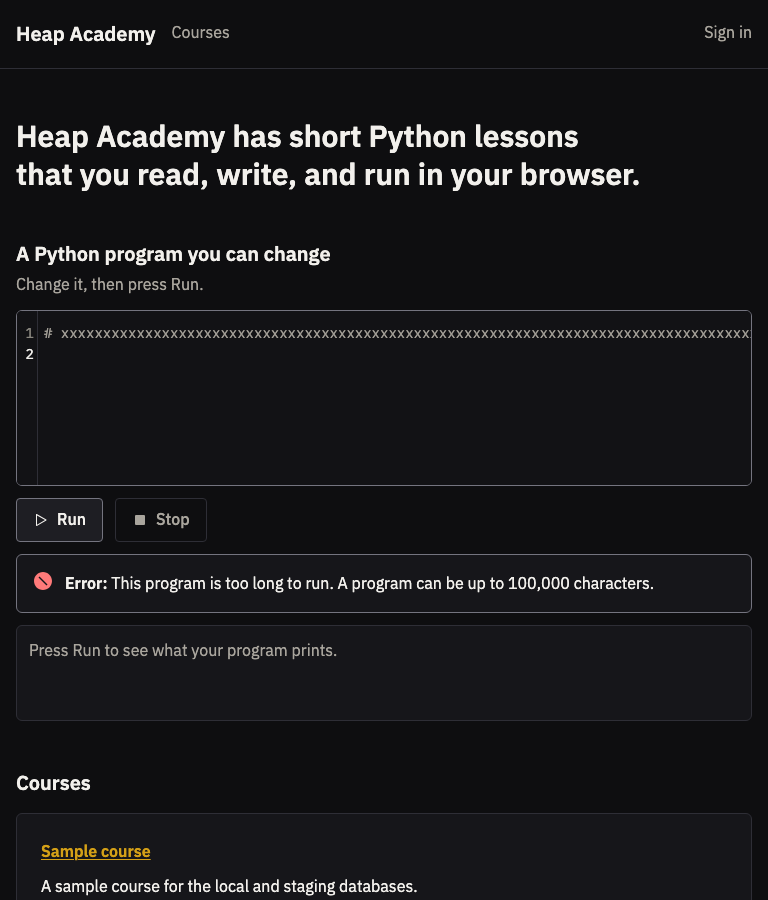 Heap Academy Courses Sign in
Heap Academy has short Python lessons
that you read, write, and run in your browser.
A Python program you can change
Change it, then press Run.
1 # xxxxxxxxxxxxxxxxxxxxxxxxxxxxxxxxxxxxxxxxxxxxxxxxxxxxxxxxxxxxxxxxxxxxxxxxxxxxxxxxxxx
2
Run Stop
Error: This program is too long to run. A program can be up to 100,000 characters.
Press Run to see what your program prints.
Courses
Sample course
A sample course for the local and staging databases.